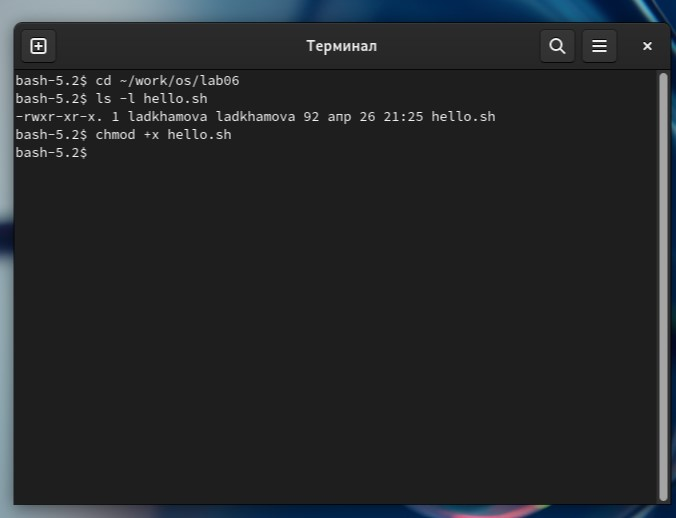 Терминал
bash-5.2$ cd ~/work/os/lab06
bash-5.2$ ls -l hello.sh
-rwxr-xr-x. 1 ladkhamova ladkhamova 92 апр 26 21:25 hello.sh
bash-5.2$ chmod +x hello.sh
bash-5.2$